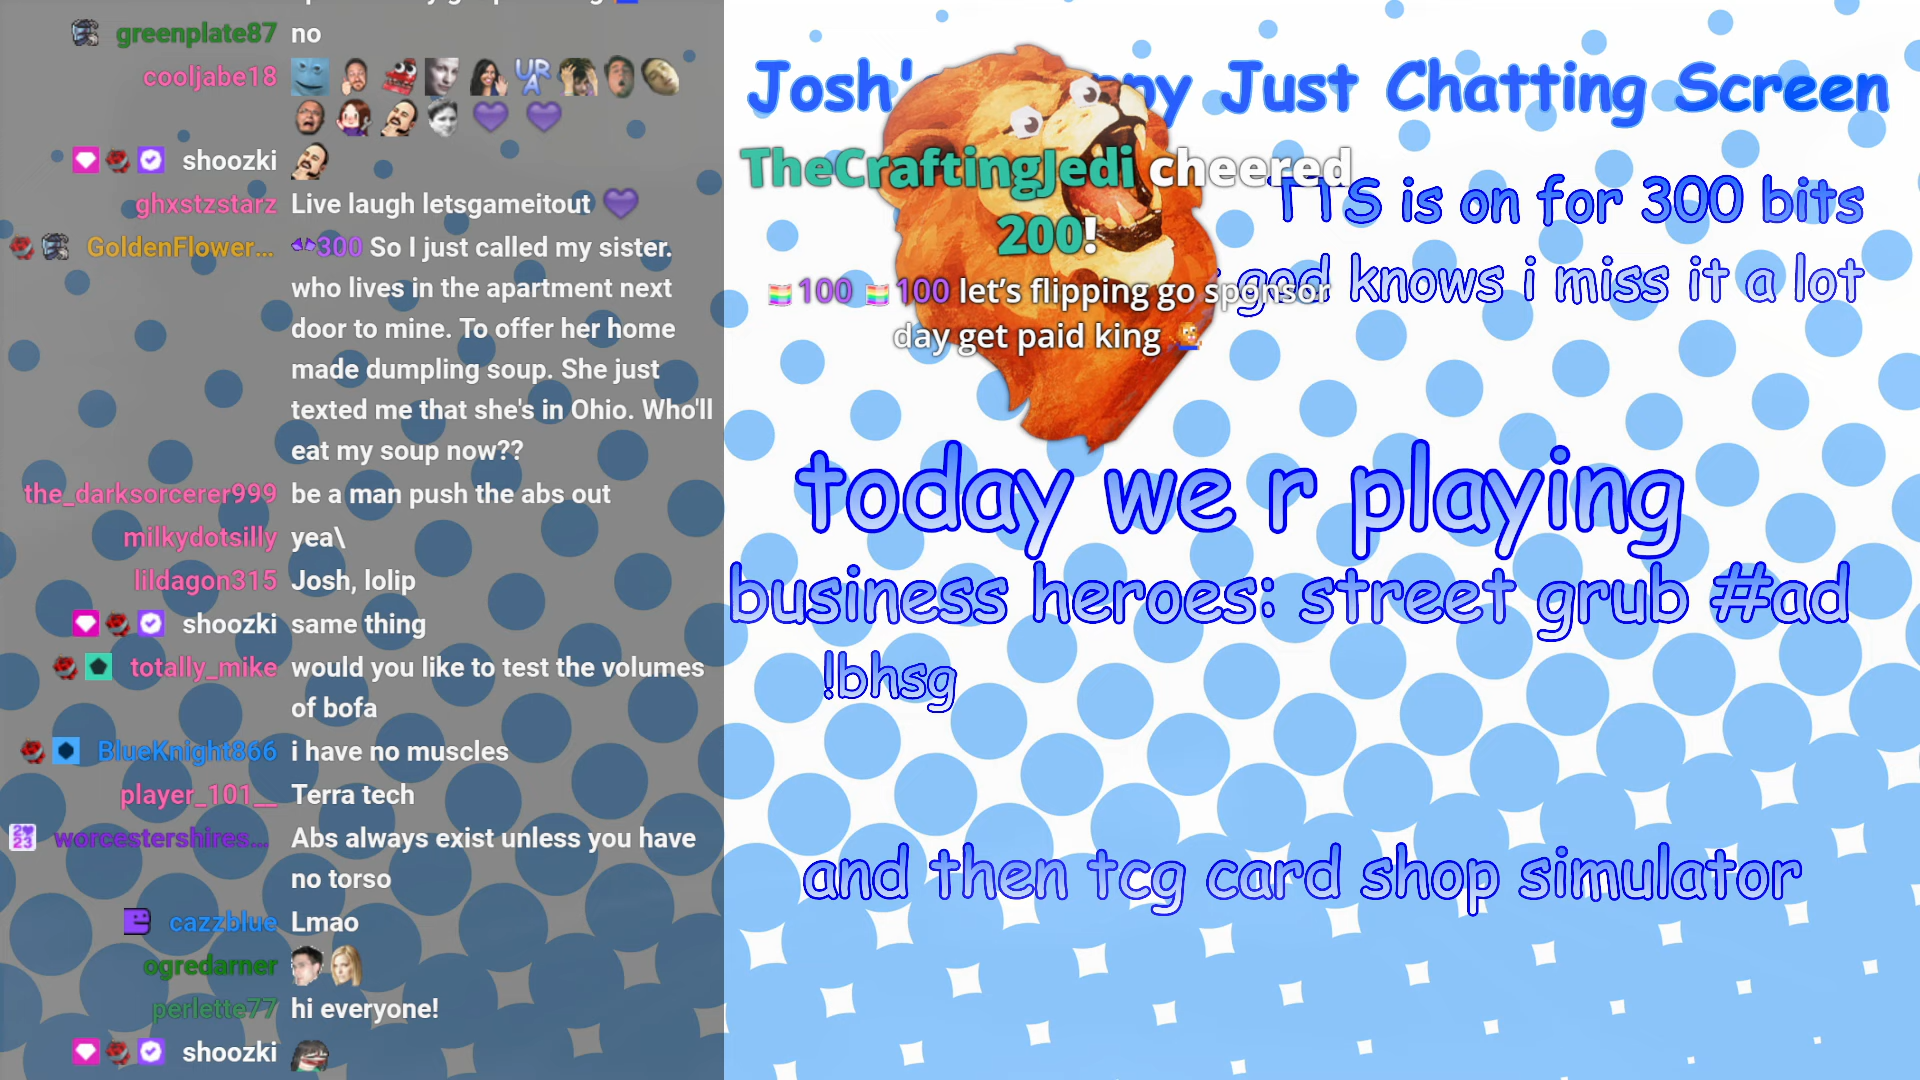 greenplate87 no
cooljabe18
shoozki
ghxstzstarz Live laugh letsgameitout
GoldenFlower... 300 So I just called my sister.
who lives in the apartment next
door to mine. To offer her home
made dumpling soup. She just
texted me that she's in Ohio. Who'll
eat my soup now??
the_darksorcerer999 be a man push the abs out
milkydotsilly yea\
lildagon315 Josh, lolip
shoozki same thing
totally_mike would you like to test the volumes
of bofa
BlueKnight866 i have no muscles
player_101__ Terra tech
worcestershires... Abs always exist unless you have
no torso
cazzblue Lmao
ogredarner
perlette77 hi everyone!
shoozki
Josh's Just Chatting Screen
TheCraftingJedi cheered
200!
100 100 let's flipping go sponsor
day get paid king
TTS is on for 300 bits
god knows i miss it a lot
today we r playing
business heroes: street grub #ad
!bhsg
and then tcg card shop simulator